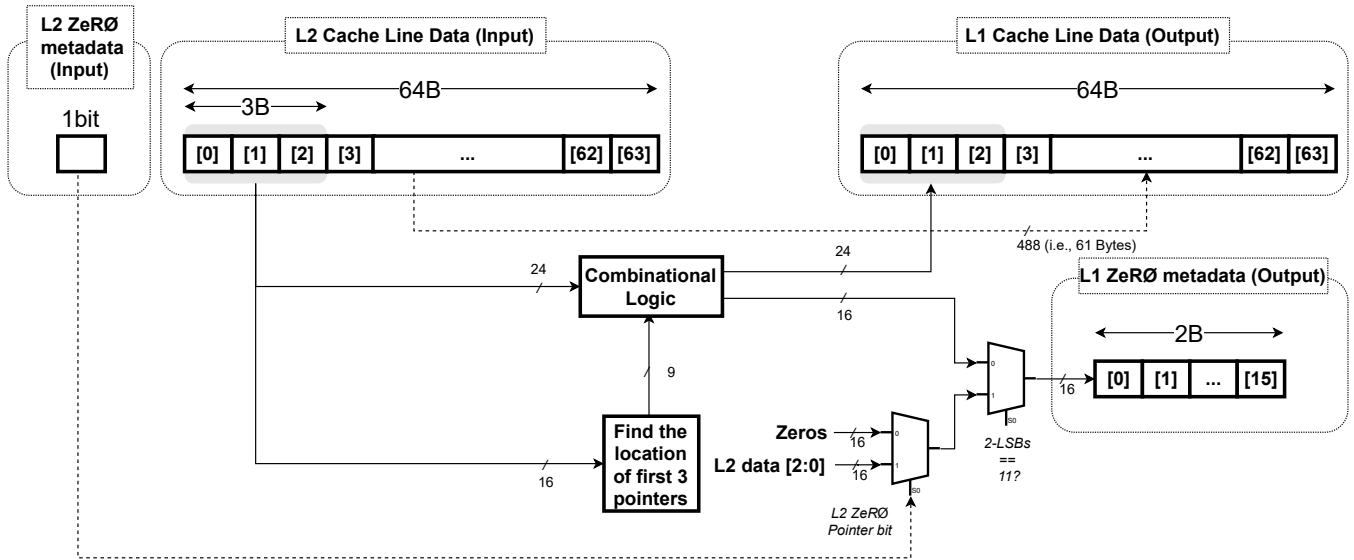 L2 ZeRØ
metadata
(Input)
L2 Cache Line Data (Input)
L1 Cache Line Data (Output)
64B
64B
3B
1bit
[0] [1] [2] [3] ... [62] [63]
[0] [1] [2] [3] ... [62] [63]
488 (i.e., 61 Bytes)
24
24
Combinational
Logic
16
L1 ZeRØ metadata (Output)
2B
[0] [1] ... [15]
16
9
0
1
S0
2-LSBs
==
11?
Find the
location
of first 3
pointers
16
Zeros
16
L2 data [2:0]
16
0
1
S0
L2 ZeRØ
Pointer bit